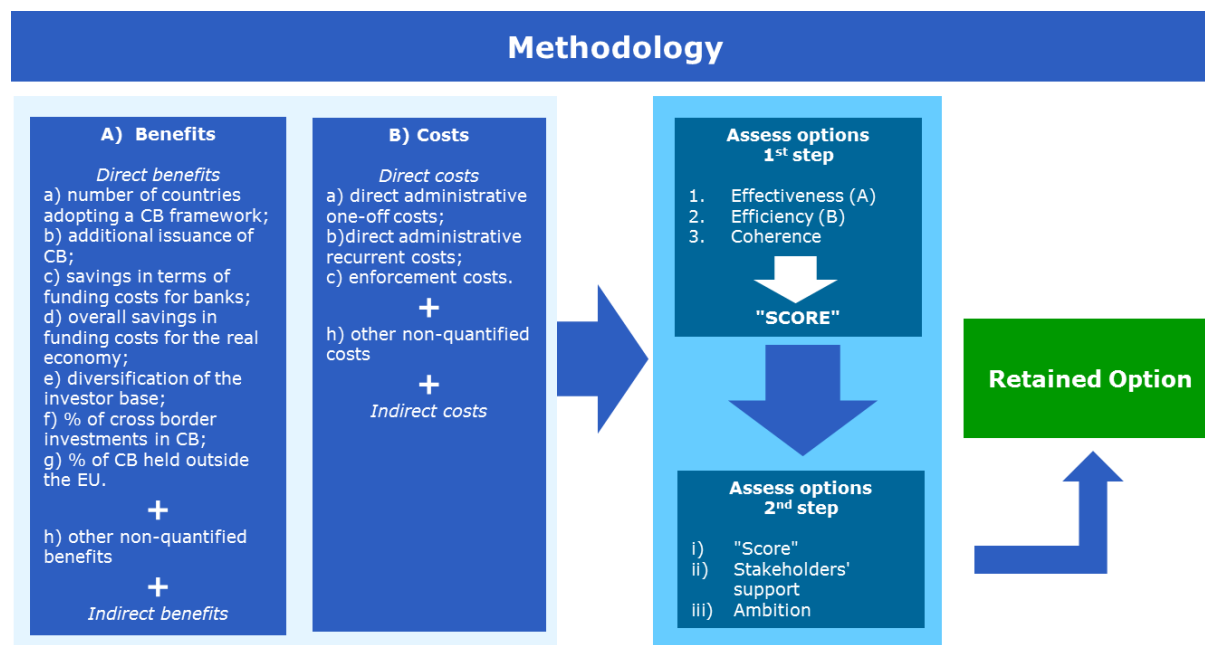 Methodology
A) Benefits
Direct benefits
a) number of countries
adopting a CB framework;
b) additional issuance of
CB;
c) savings in terms of
funding costs for banks;
d) overall savings in
funding costs for the real
economy;
e) diversification of the
investor base;
f) % of cross border
investments in CB;
g) % of CB held outside
the EU.
+
h) other non-quantified
benefits
+
Indirect benefits
B) Costs
Direct costs
a) direct administrative
one-off costs;
b)direct administrative
recurrent costs;
c) enforcement costs.
+
h) other non-quantified
costs
+
Indirect costs
Assess options
1st step
1. Effectiveness (A)
2. Efficiency (B)
3. Coherence
"SCORE"
Assess options
2nd step
i) "Score"
ii) Stakeholders'
support
iii) Ambition
Retained Option